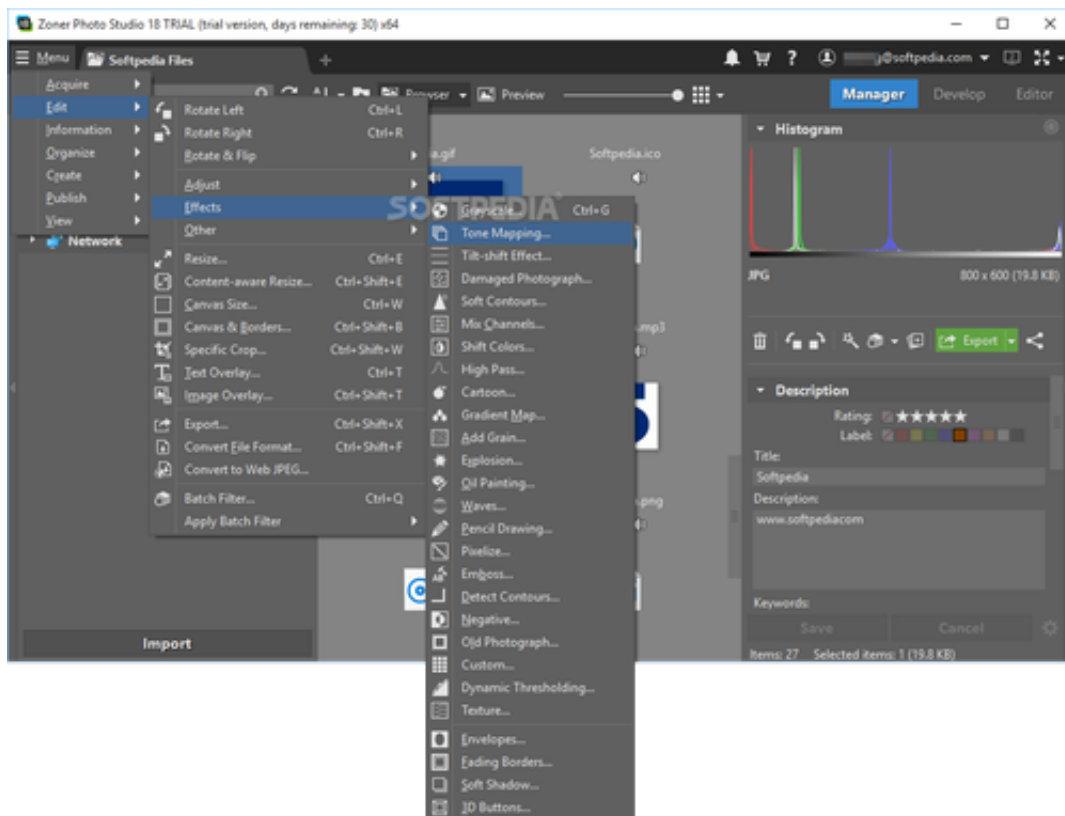 Zoner Photo Studio 18 TRIAL (trial version, days remaining: 30) x64
Menu
Softpedia Files
@softpedia.com
Acquire
Edit
Information
Organize
Create
Publish
View
Network
Import
Browser
Preview
Manager
Develop
Editor
Rotate Left Ctrl+L
Rotate Right Ctrl+R
Rotate & Flip
Adjust
Effects
Other
Resize... Ctrl+E
Content-aware Resize... Ctrl+Shift+E
Canvas Size... Ctrl+W
Canvas & Borders... Ctrl+Shift+B
Specific Crop... Ctrl+Shift+W
Text Overlay... Ctrl+T
Image Overlay... Ctrl+Shift+T
Export... Ctrl+Shift+X
Convert File Format... Ctrl+Shift+F
Convert to Web JPEG...
Batch Filter... Ctrl+Q
Apply Batch Filter
a.gif
Softpedia.ico
SOFTPEDIA
.mp3
.png
Grayscale... Ctrl+G
Tone Mapping...
Tilt-shift Effect...
Damaged Photograph...
Soft Contours...
Mix Channels...
Shift Colors...
High Pass...
Cartoon...
Gradient Map...
Add Grain...
Explosion...
Oil Painting...
Waves...
Pencil Drawing...
Pixelize...
Emboss...
Detect Contours...
Negative...
Old Photograph...
Custom...
Dynamic Thresholding...
Texture...
Envelopes...
Fading Borders...
Soft Shadow...
3D Buttons...
Histogram
JPG 800 x 600 (19.8 KB)
Export
Description
Rating:
Label:
Title:
Softpedia
Description:
www.softpediacom
Keywords:
Save Cancel
Items: 27 Selected items: 1 (19.8 KB)